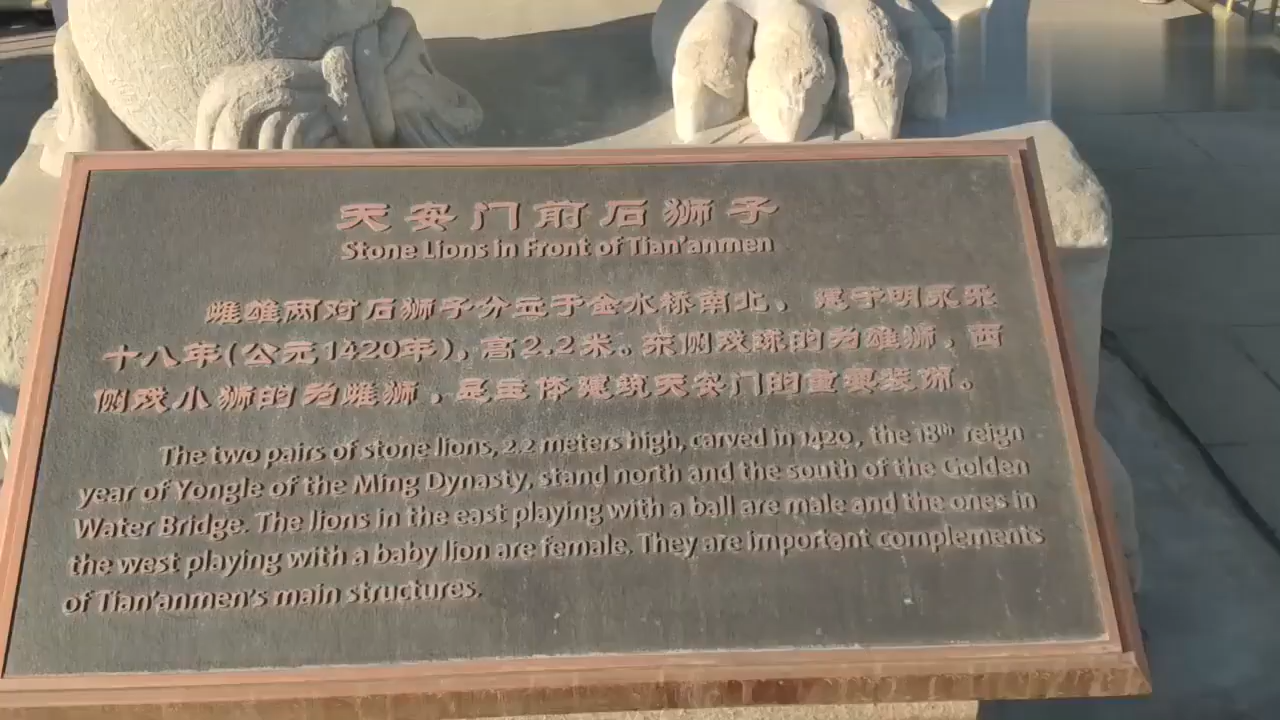 天安门前石狮子
Stone Lions in Front of Tian'anmen
雌雄两对石狮子分立于金水桥南北，课于明永乐
十八年(公元1420年)，高2.2米。东侧戏球的为雄狮，西
侧戏小狮的为雌狮，是主体建筑天安门的重要装饰。
The two pairs of stone lions, 2.2 meters high, carved in 1420, the 18th reign
year of Yongle of the Ming Dynasty, stand north and the south of the Golden
Water Bridge. The lions in the east playing with a ball are male and the ones in
the west playing with a baby lion are female. They are important complements
of Tian'anmen's main structures.